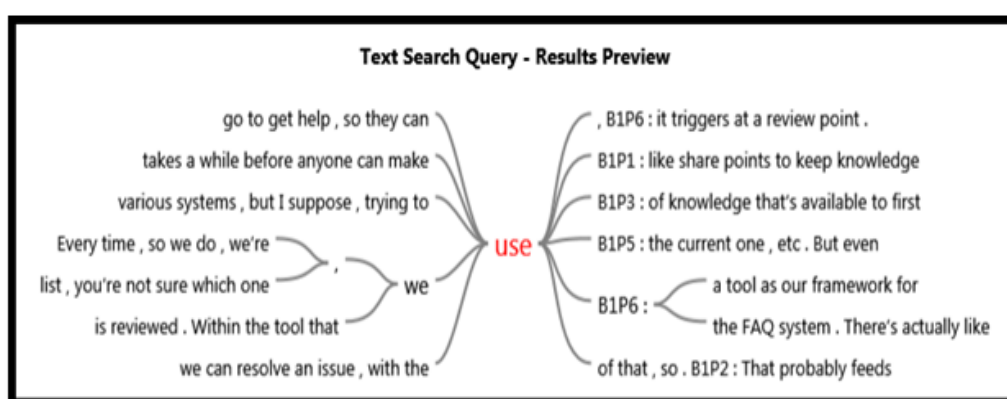 Text Search Query - Results Preview
go to get help , so they can
takes a while before anyone can make
various systems , but I suppose , trying to
Every time , so we do , we're
list , you're not sure which one
,
is reviewed . Within the tool that
we
we can resolve an issue , with the
use
, B1P6 : it triggers at a review point .
B1P1 : like share points to keep knowledge
B1P3 : of knowledge that's available to first
B1P5 : the current one , etc . But even
B1P6 :
a tool as our framework for
the FAQ system . There's actually like
of that , so . B1P2 : That probably feeds